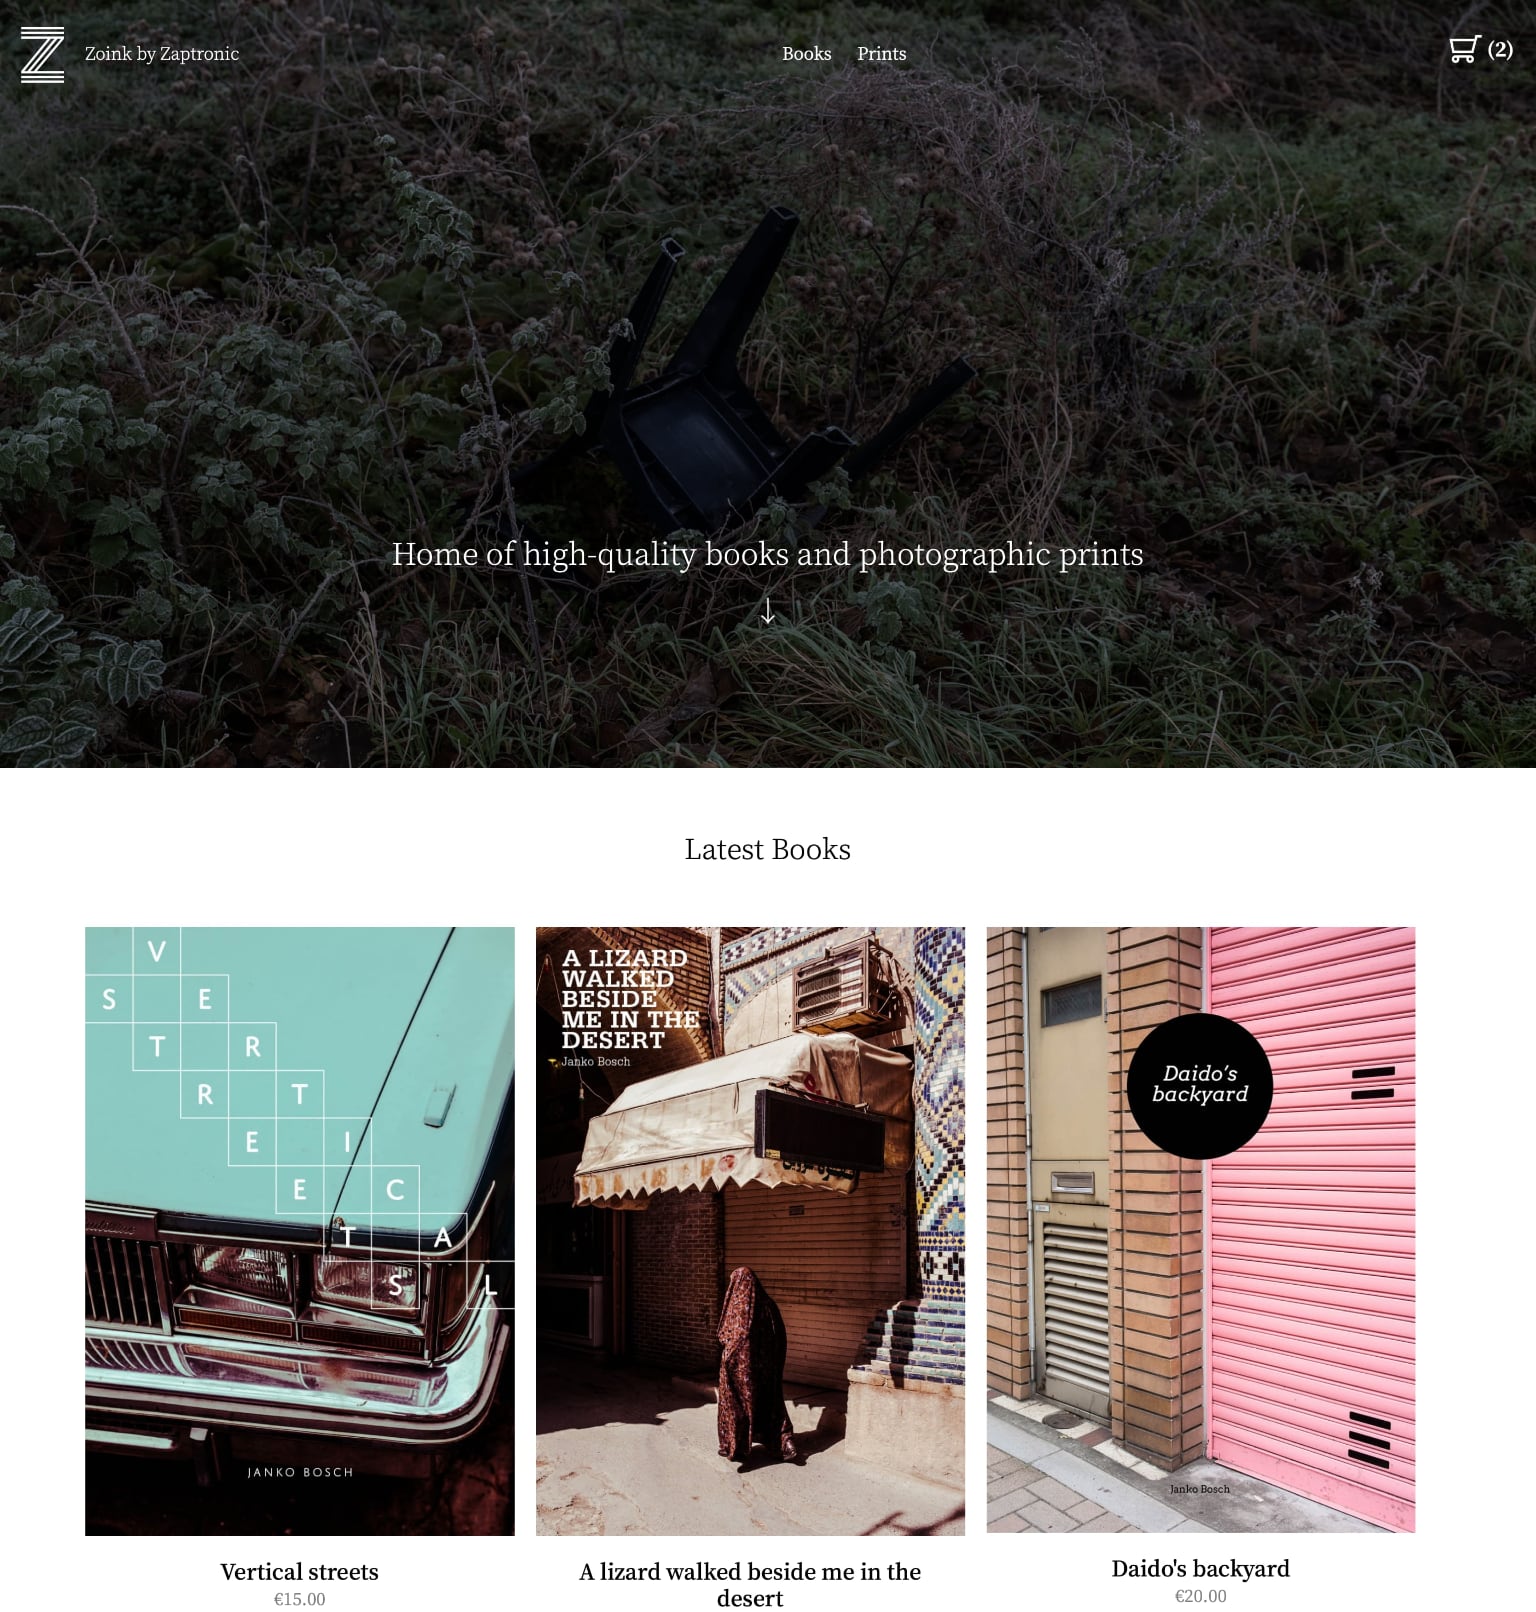 Z Zoink by Zaptronic
Books Prints
(2)
Home of high-quality books and photographic prints
↓
Latest Books
V
S E
T R
R T
E I
E C
T A
S L
JANKO BOSCH
A LIZARD
WALKED
BESIDE
ME IN THE
DESERT
Janko Bosch
Daido’s
backyard
Janko Bosch
Vertical streets
€15.00
A lizard walked beside me in the
desert
Daido's backyard
€20.00